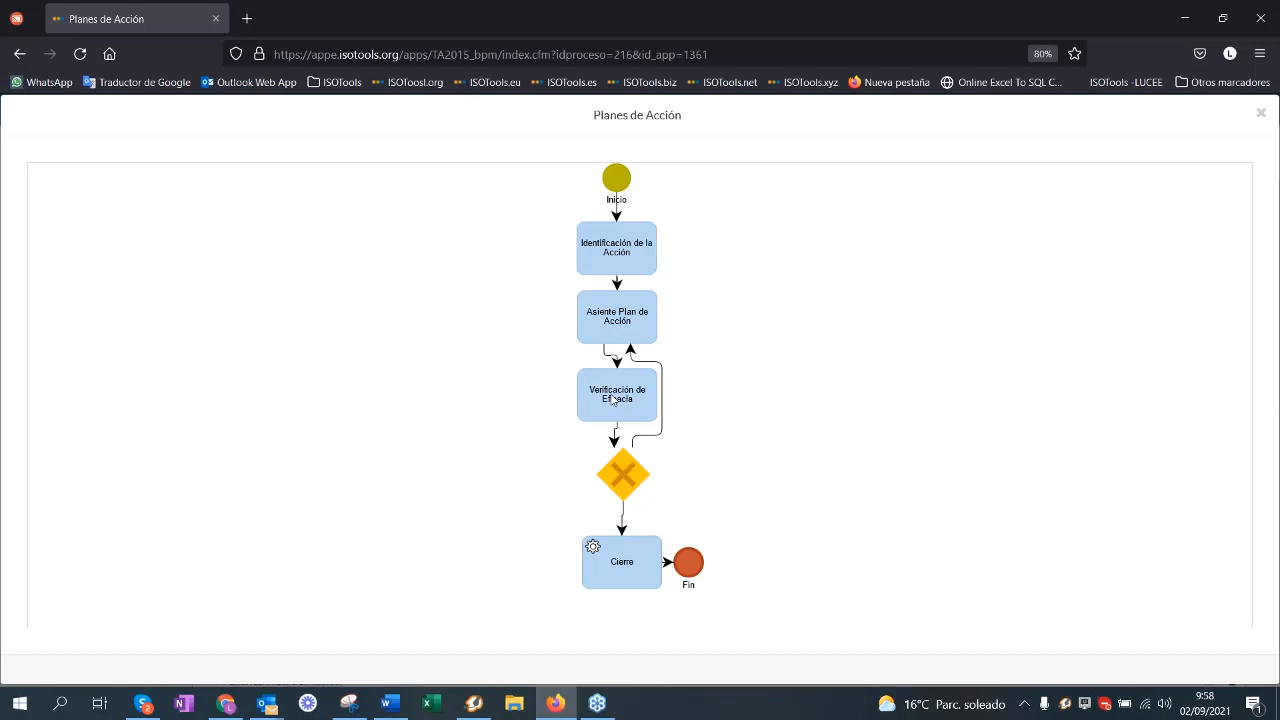 Planes de Acción
https://appe.isotools.org/apps/TA2015_bpm/index.cfm?idproceso=216&id_app=1361
80%
L
WhatsApp
Traductor de Google
Outlook Web App
ISOTools
ISOToosl.org
ISOTools.eu
ISOTools.es
ISOTools.biz
ISOTools.net
ISOTools.xyz
Nueva pestaña
Online Excel To SQL C...
ISOTools -LUCEE
Otros marcadores
Planes de Acción
Inicio
Identificación de la
Acción
Asiente Plan de
Acción
Verificación de
Eficacia
Cierre
Fin
16°C Parc. soleado
9:58
02/09/2021